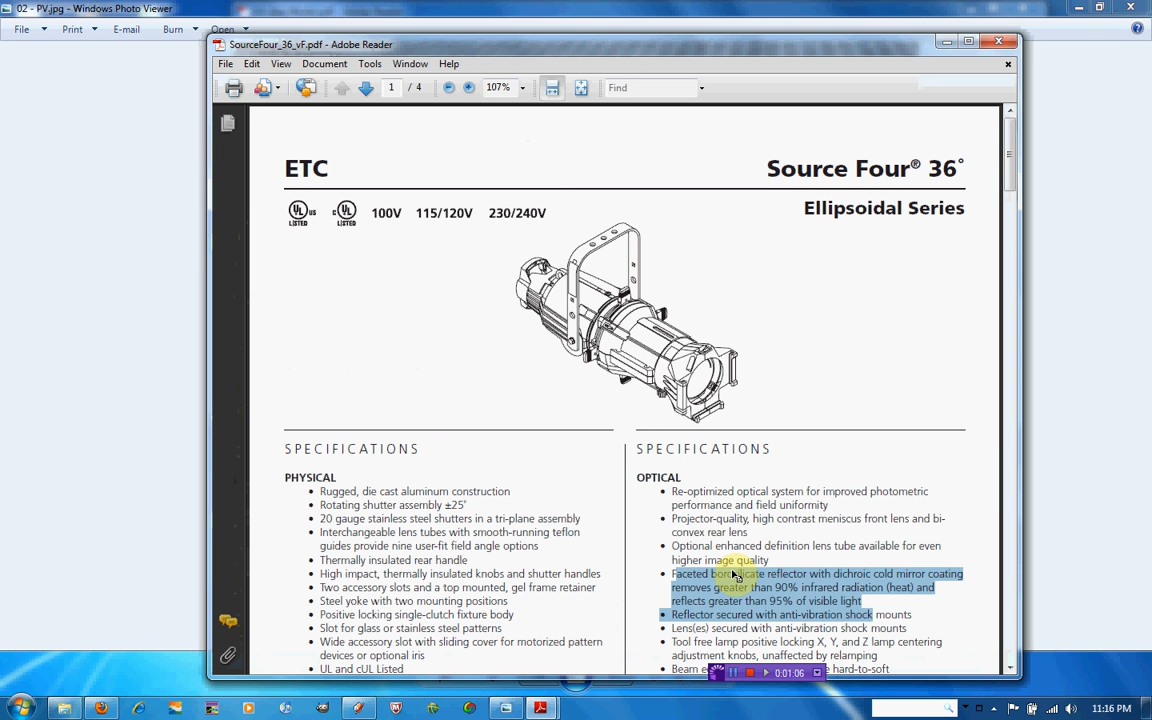 02 - PV.jpg - Windows Photo Viewer
File Print E-mail Burn Open
SourceFour_36_vF.pdf - Adobe Reader
File Edit View Document Tools Window Help
1 / 4 107% Find
ETC
Source Four® 36°
UL US LISTED C UL LISTED 100V 115/120V 230/240V
Ellipsoidal Series
SPECIFICATIONS
PHYSICAL
• Rugged, die cast aluminum construction
• Rotating shutter assembly ±25°
• 20 gauge stainless steel shutters in a tri-plane assembly
• Interchangeable lens tubes with smooth-running teflon
guides provide nine user-fit field angle options
• Thermally insulated rear handle
• High impact, thermally insulated knobs and shutter handles
• Two accessory slots and a top mounted, gel frame retainer
• Steel yoke with two mounting positions
• Positive locking single-clutch fixture body
• Slot for glass or stainless steel patterns
• Wide accessory slot with sliding cover for motorized pattern
devices or optional iris
• UL and cUL Listed
SPECIFICATIONS
OPTICAL
• Re-optimized optical system for improved photometric
performance and field uniformity
• Projector-quality, high contrast meniscus front lens and bi-
convex rear lens
• Optional enhanced definition lens tube available for even
higher image quality
• Faceted borosilicate reflector with dichroic cold mirror coating
removes greater than 90% infrared radiation (heat) and
reflects greater than 95% of visible light
• Reflector secured with anti-vibration shock mounts
• Lens(es) secured with anti-vibration shock mounts
• Tool free lamp positive locking X, Y, and Z lamp centering
adjustment knobs, unaffected by relamping
• Beam hard-to-soft
0:01:06
11:16 PM